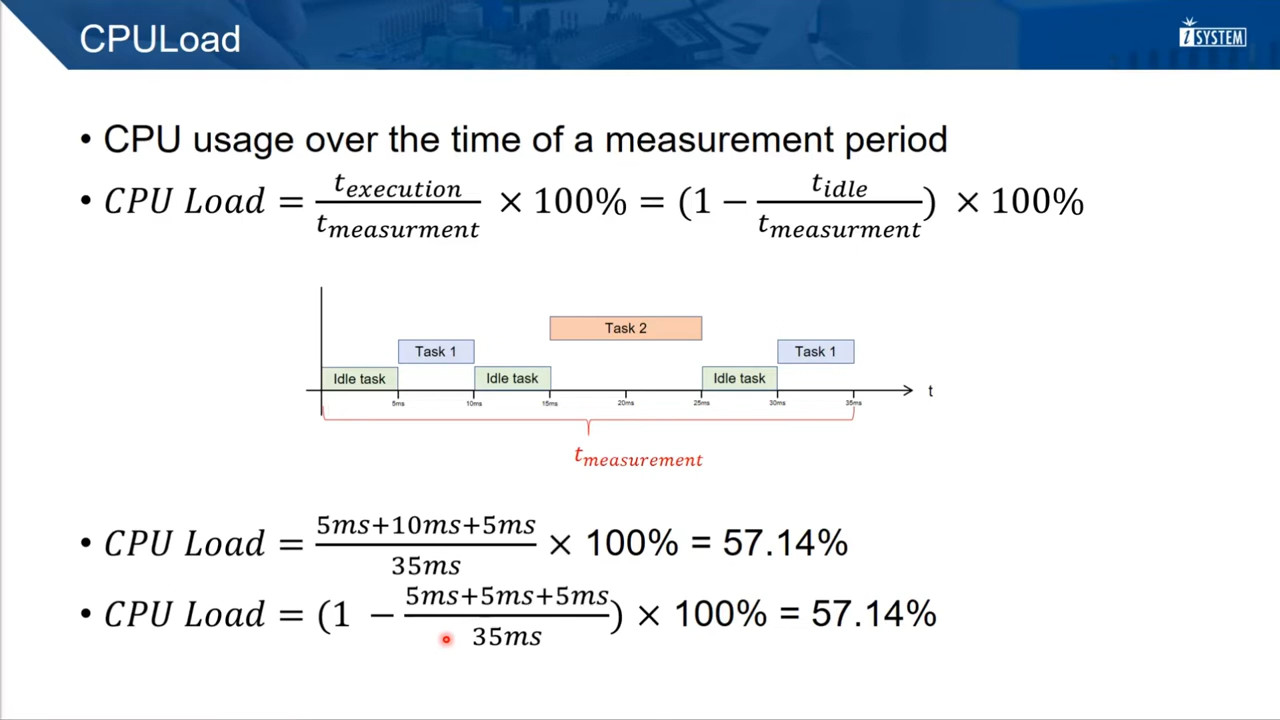 CPULoad
iSYSTEM
• CPU usage over the time of a measurement period
• CPU Load = t_execution / t_measurment × 100% = (1 − t_idle / t_measurment) × 100%
Task 2
Task 1 Task 1
Idle task Idle task Idle task
t
5ms 10ms 15ms 20ms 25ms 30ms 35ms
t_measurement
• CPU Load = 5ms+10ms+5ms / 35ms × 100% = 57.14%
• CPU Load = (1 − 5ms+5ms+5ms / 35ms) × 100% = 57.14%